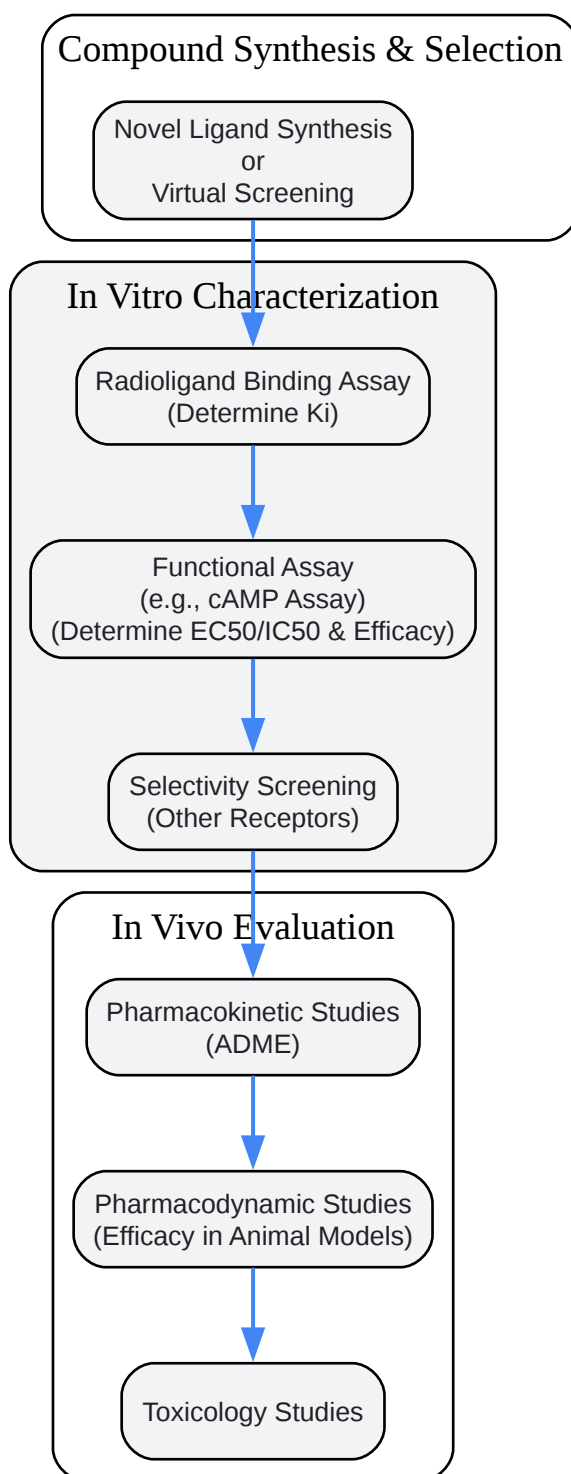 Compound Synthesis & Selection
Novel Ligand Synthesis
or
Virtual Screening
In Vitro Characterization
Radioligand Binding Assay
(Determine Ki)
Functional Assay
(e.g., cAMP Assay)
(Determine EC50/IC50 & Efficacy)
Selectivity Screening
(Other Receptors)
In Vivo Evaluation
Pharmacokinetic Studies
(ADME)
Pharmacodynamic Studies
(Efficacy in Animal Models)
Toxicology Studies